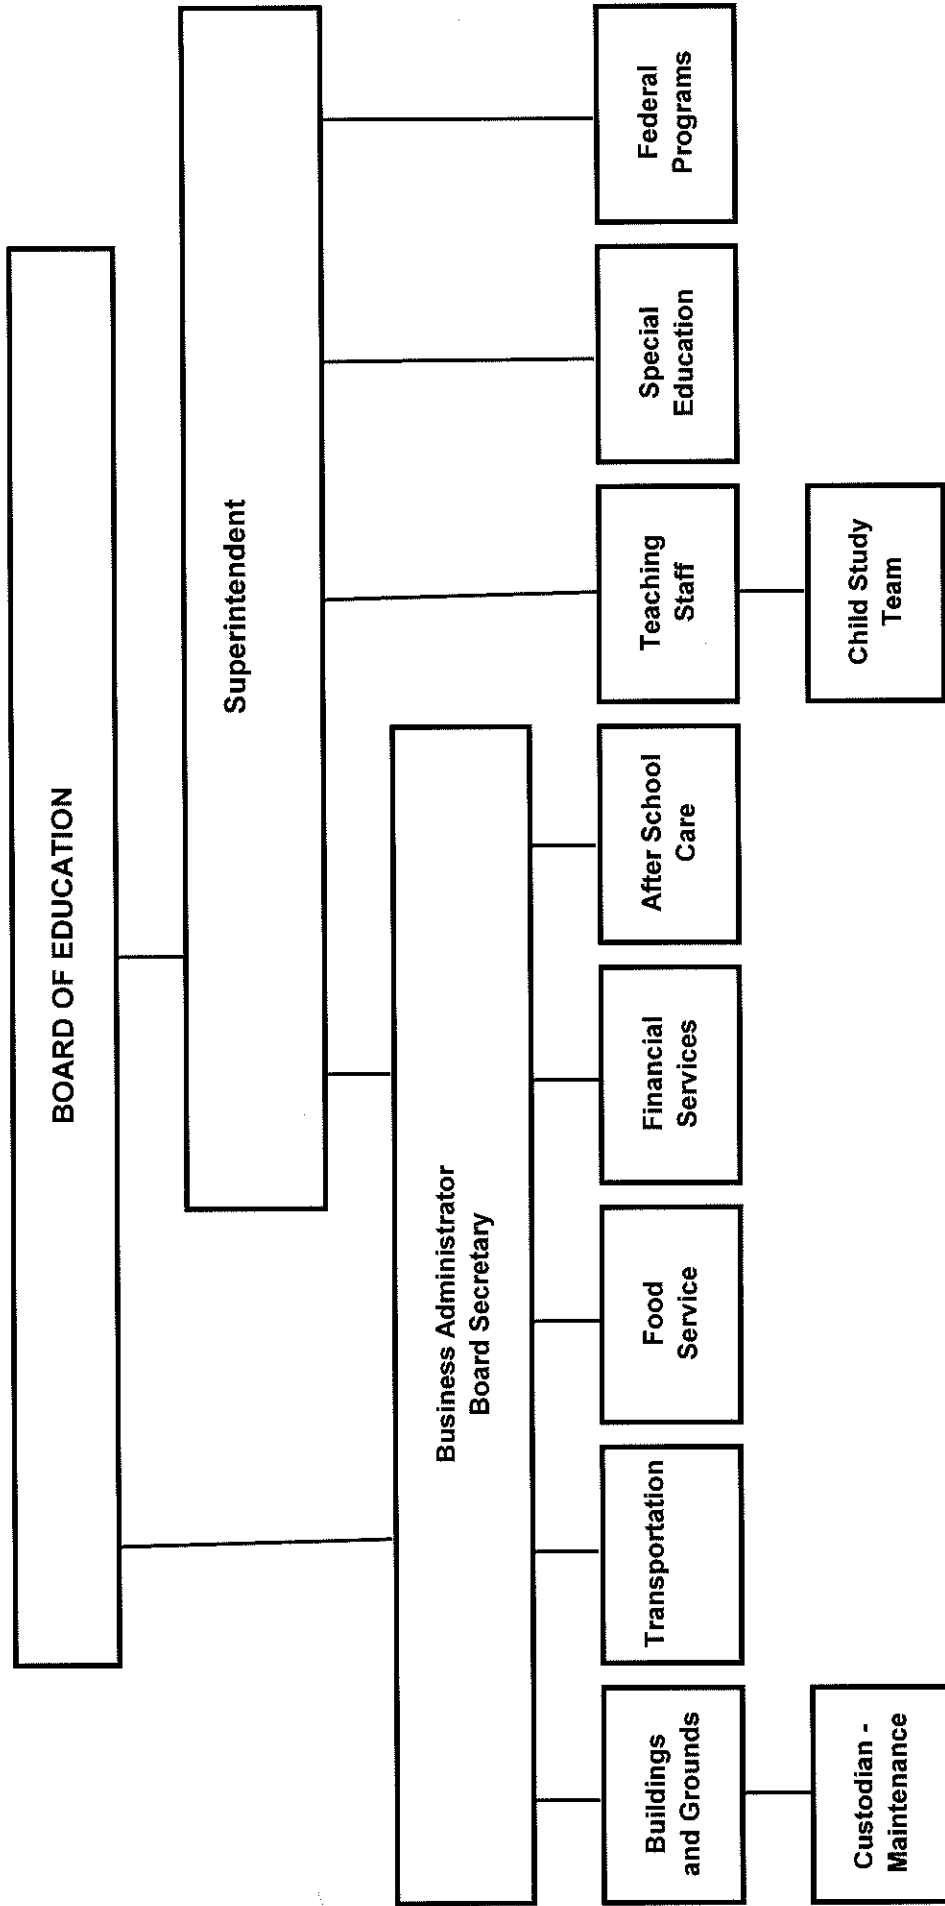 BOARD OF EDUCATION
Superintendent
Business Administrator
Board Secretary
Buildings
and Grounds
Transportation
Food
Service
Financial
Services
After School
Care
Teaching
Staff
Special
Education
Federal
Programs
Custodian -
Maintenance
Child Study
Team